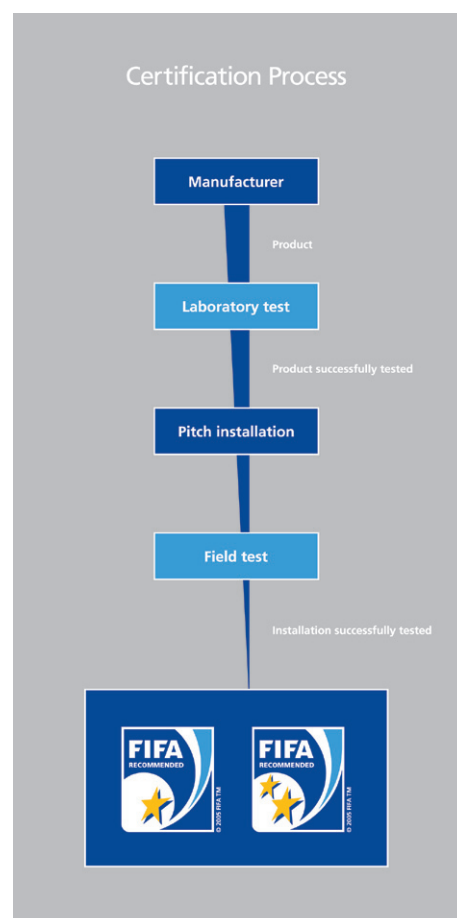 Certification Process
Manufacturer
Product
Laboratory test
Product successfully tested
Pitch installation
Field test
Installation successfully tested
FIFA
RECOMMENDED
© 2005 FIFA TM
FIFA
RECOMMENDED
© 2005 FIFA TM